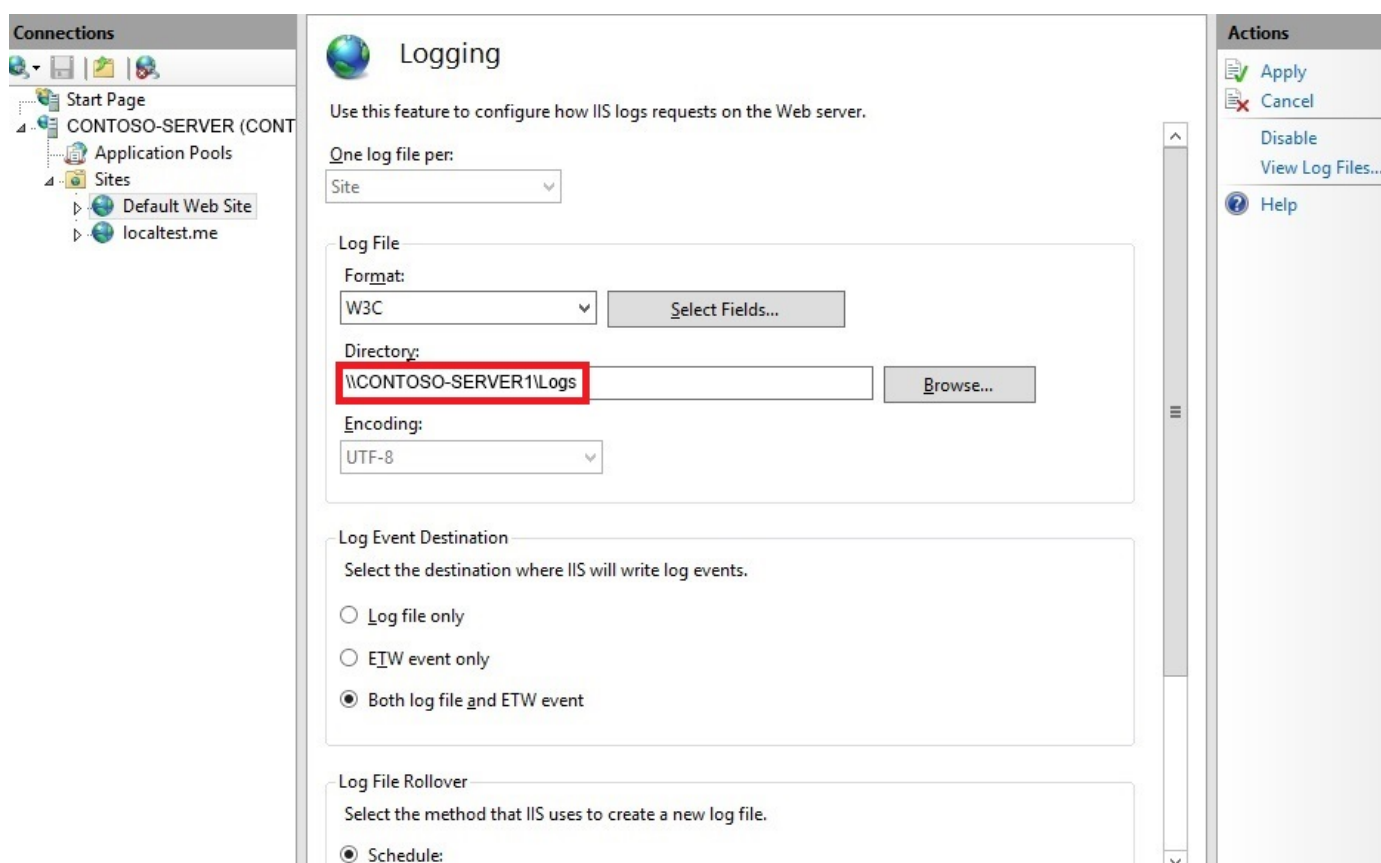 Connections
Start Page
CONTOSO-SERVER (CONT
Application Pools
Sites
Default Web Site
localtest.me
Logging
Use this feature to configure how IIS logs requests on the Web server.
One log file per:
Site
Log File
Format:
W3C
Select Fields...
Directory:
\\CONTOSO-SERVER1\Logs
Browse...
Encoding:
UTF-8
Log Event Destination
Select the destination where IIS will write log events.
Log file only
ETW event only
Both log file and ETW event
Log File Rollover
Select the method that IIS uses to create a new log file.
Schedule:
Actions
Apply
Cancel
Disable
View Log Files...
Help